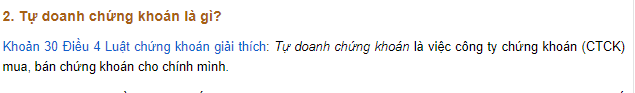 2. Tự doanh chứng khoán là gì?
Khoản 30 Điều 4 Luật chứng khoán giải thích: Tự doanh chứng khoán là việc công ty chứng khoán (CTCK)
mua, bán chứng khoán cho chính mình.